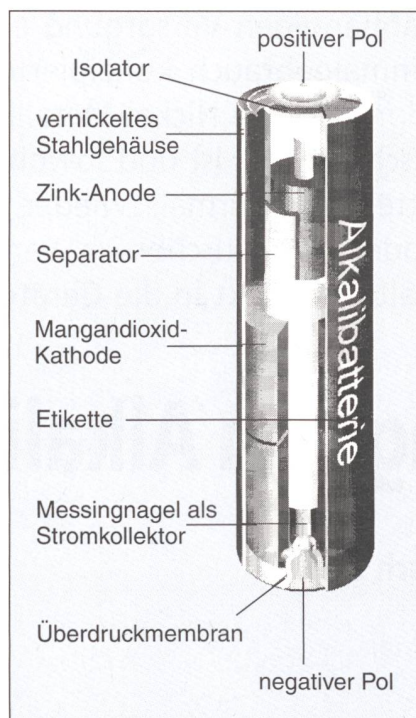 positiver Pol
Isolator
vernickeltes
Stahlgehäuse
Zink-Anode
Separator
Mangandioxid-
Kathode
Etikette
Messingnagel als
Stromkollektor
Überdruckmembran
negativer Pol
Alkalibatterie